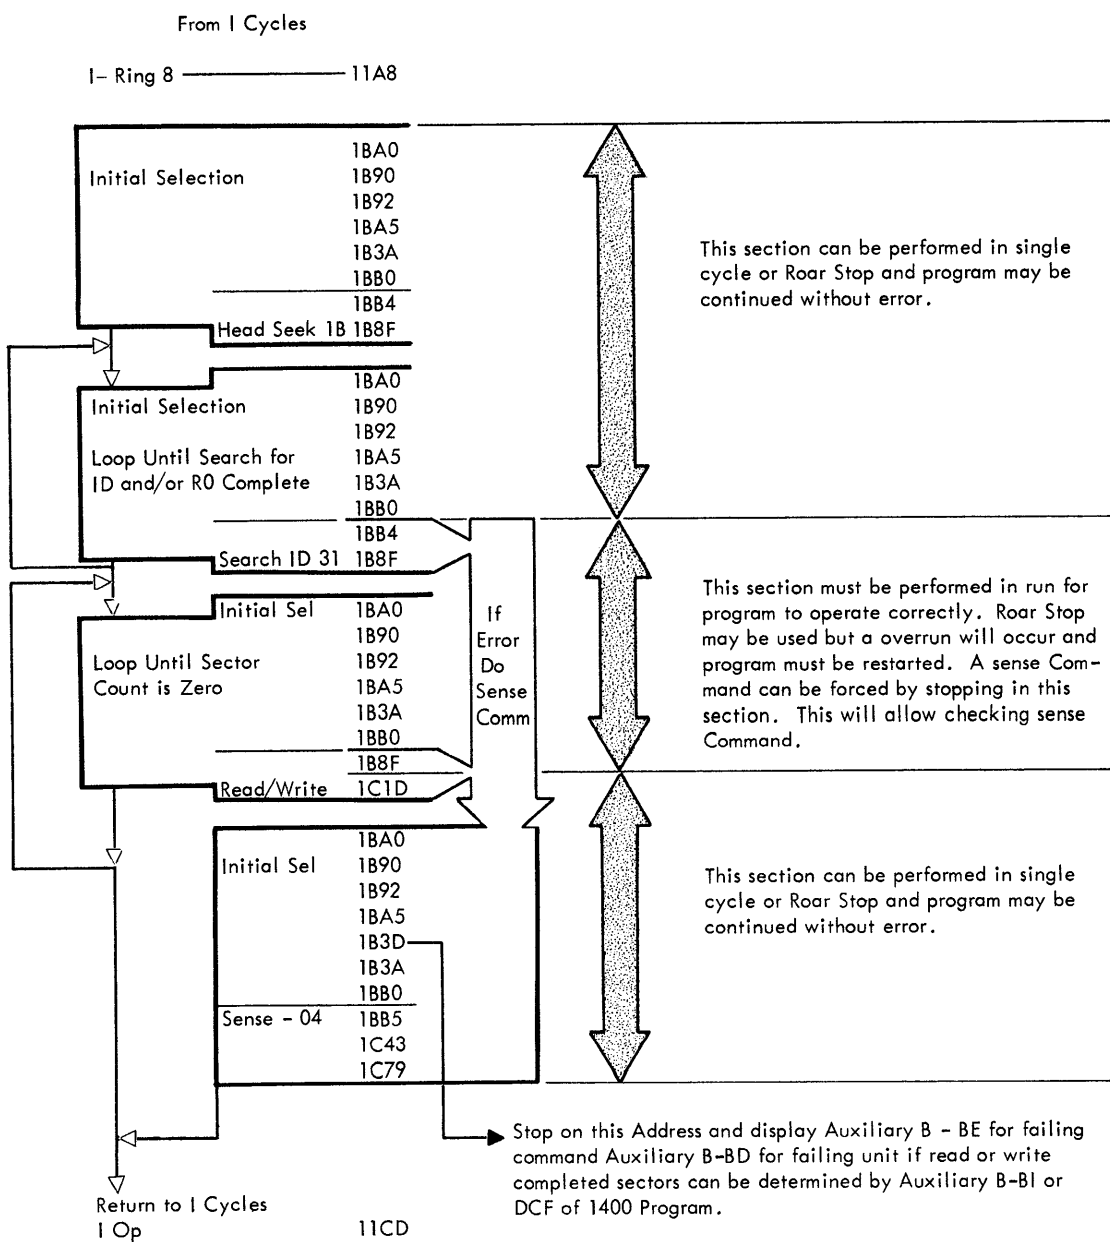 From I Cycles
I- Ring 8 11A8
1BA0
Initial Selection 1B90
1B92
1BA5
1B3A
1BB0
1BB4
Head Seek 1B 1B8F
This section can be performed in single
cycle or Roar Stop and program may be
continued without error.
1BA0
Initial Selection 1B90
1B92
Loop Until Search for 1BA5
ID and/or R0 Complete 1B3A
1BB0
1BB4
Search ID 31 1B8F
Initial Sel 1BA0
1B90
Loop Until Sector 1B92
Count is Zero 1BA5
1B3A
1BB0
1B8F
Read/Write 1C1D
If
Error
Do
Sense
Comm
This section must be performed in run for
program to operate correctly. Roar Stop
may be used but a overrun will occur and
program must be restarted. A sense Com-
mand can be forced by stopping in this
section. This will allow checking sense
Command.
1BA0
Initial Sel 1B90
1B92
1BA5
1B3D
1B3A
1BB0
Sense - 04 1BB5
1C43
1C79
This section can be performed in single
cycle or Roar Stop and program may be
continued without error.
Stop on this Address and display Auxiliary B - BE for failing
command Auxiliary B-BD for failing unit if read or write
completed sectors can be determined by Auxiliary B-BI or
DCF of 1400 Program.
Return to I Cycles
I Op 11CD